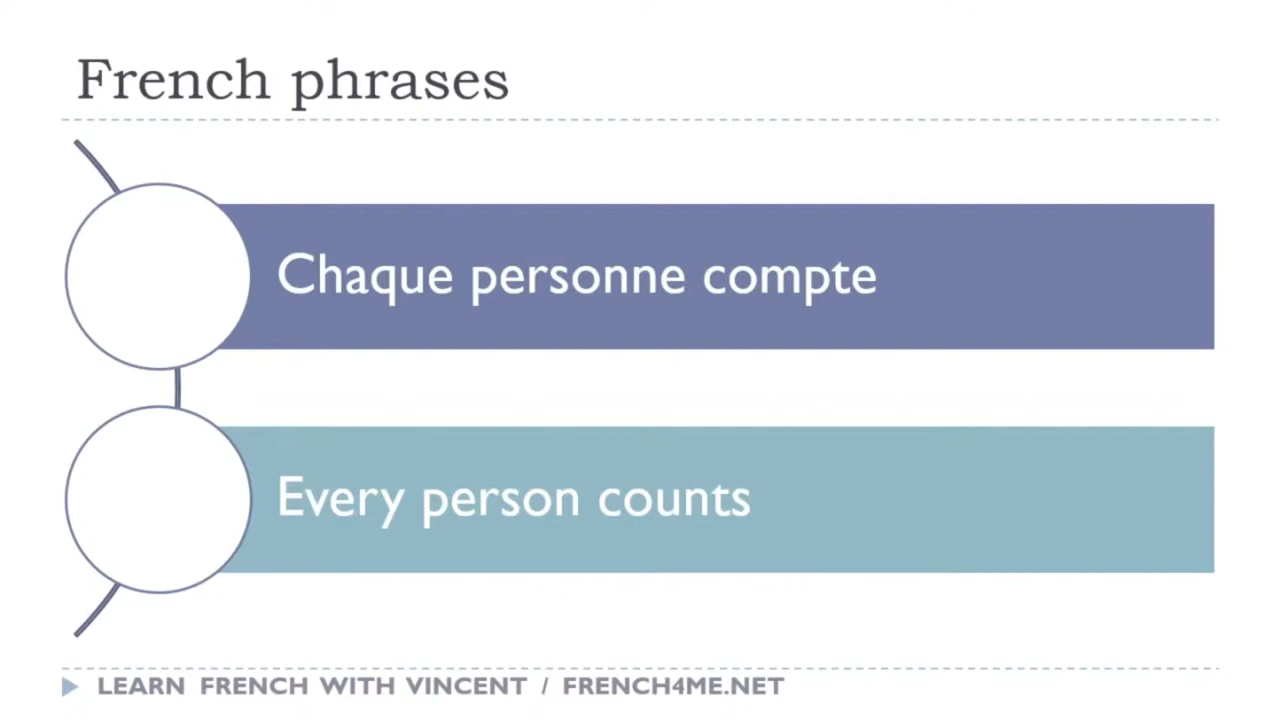 French phrases
Chaque personne compte
Every person counts
LEARN FRENCH WITH VINCENT / FRENCH4ME.NET